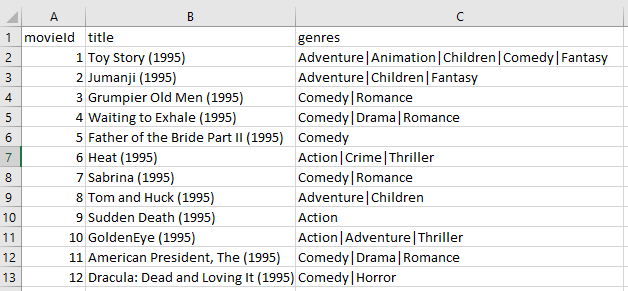 A B C
1 movieId title genres
2 1 Toy Story (1995) Adventure|Animation|Children|Comedy|Fantasy
3 2 Jumanji (1995) Adventure|Children|Fantasy
4 3 Grumpier Old Men (1995) Comedy|Romance
5 4 Waiting to Exhale (1995) Comedy|Drama|Romance
6 5 Father of the Bride Part II (1995) Comedy
7 6 Heat (1995) Action|Crime|Thriller
8 7 Sabrina (1995) Comedy|Romance
9 8 Tom and Huck (1995) Adventure|Children
10 9 Sudden Death (1995) Action
11 10 GoldenEye (1995) Action|Adventure|Thriller
12 11 American President, The (1995) Comedy|Drama|Romance
13 12 Dracula: Dead and Loving It (1995) Comedy|Horror